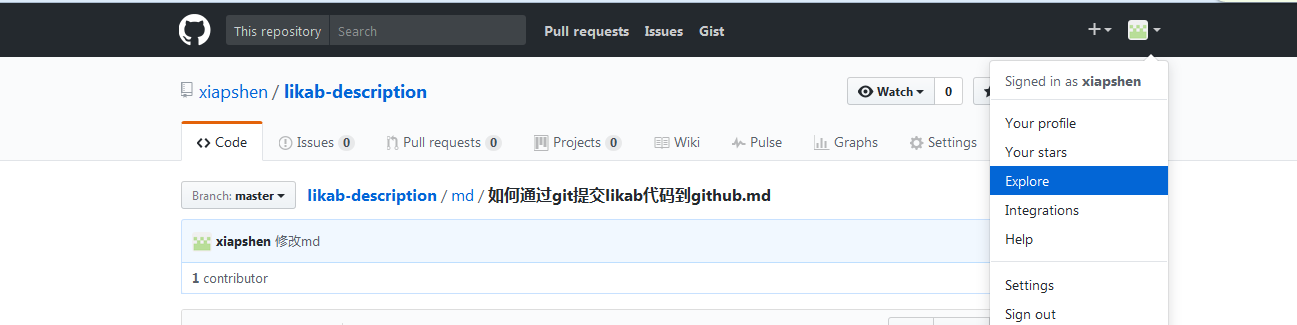 This repository Search Pull requests Issues Gist
Signed in as xiapshen
xiapshen / likab-description Watch 0
Your profile
Code Issues 0 Pull requests 0 Projects 0 Wiki Pulse Graphs Settings
Your stars
Explore
Branch: master likab-description / md / 如何通过git提交likab代码到github.md
Integrations
Help
xiapshen 修改md
1 contributor
Settings
Sign out